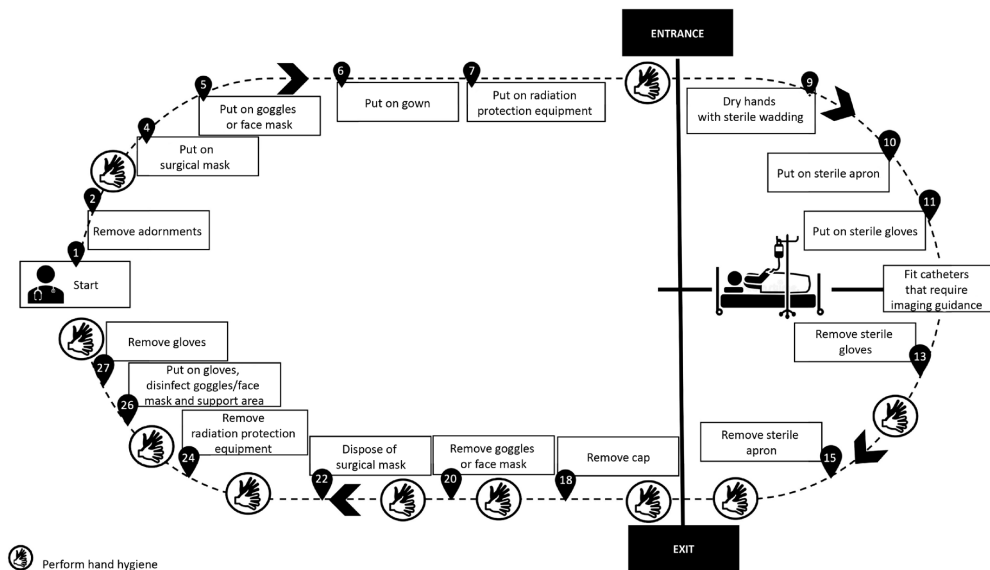 ENTRANCE
5
6
7
9
Put on goggles
or face mask
Put on gown
Put on radiation
protection equipment
Dry hands
with sterile wadding
4
Put on
surgical mask
10
Put on sterile apron
2
Remove adornments
11
Put on sterile gloves
1
Start
Fit catheters
that require
imaging guidance
Remove gloves
27
Remove sterile
gloves
13
Put on gloves,
disinfect goggles/face
mask and support area
26
Remove
radiation protection
equipment
24
Dispose of
surgical mask
22
Remove goggles
or face mask
20
Remove cap
18
Remove sterile
apron
15
EXIT
Perform hand hygiene